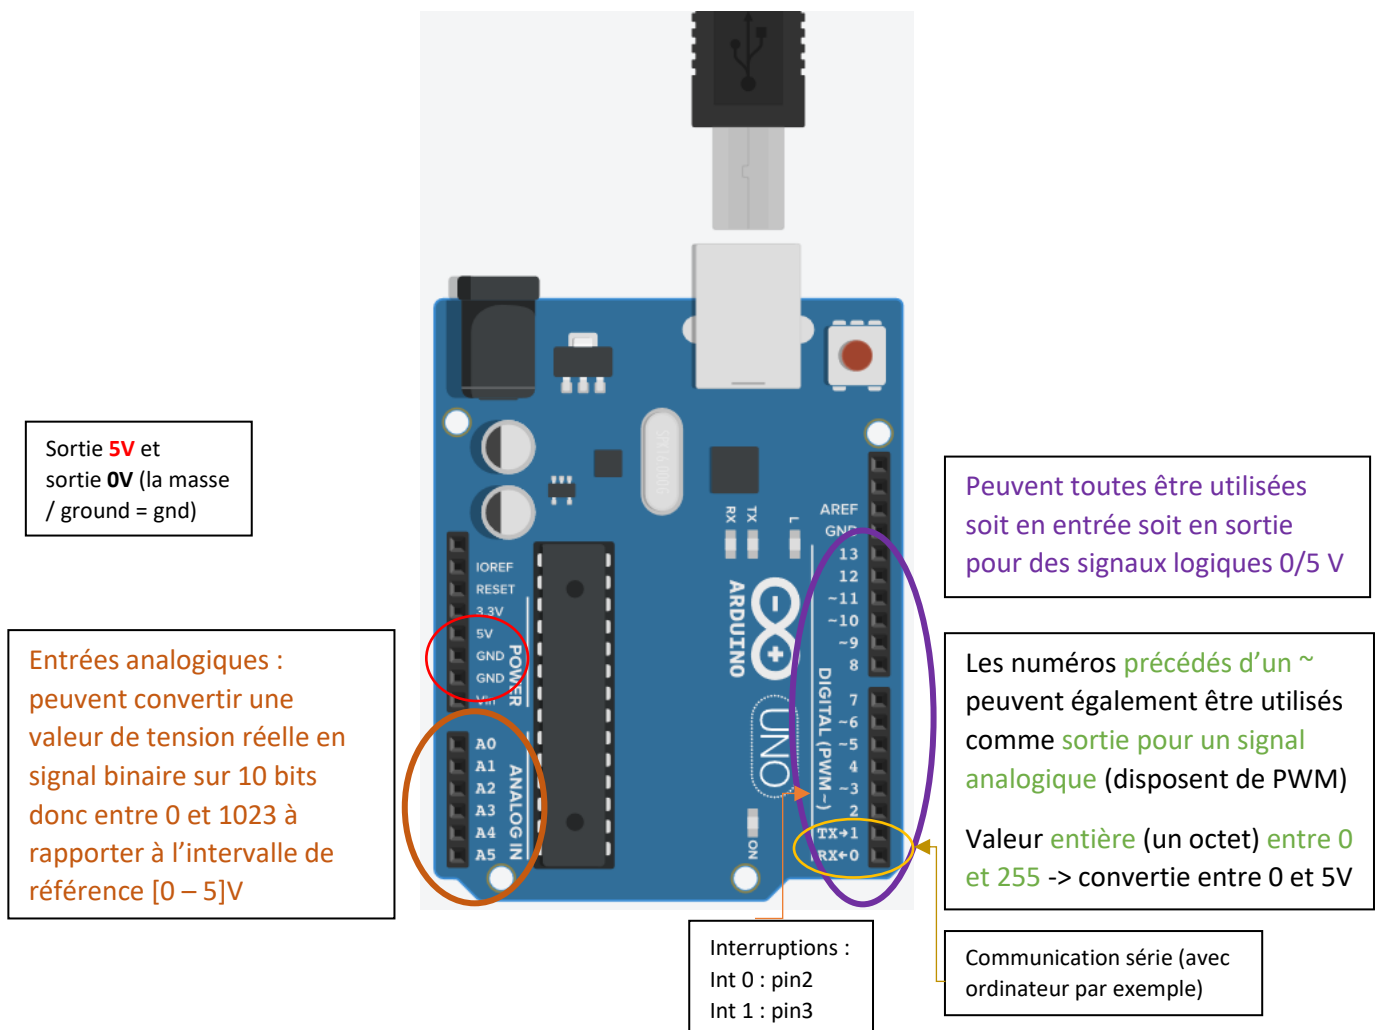 Sortie 5V et
sortie 0V (la masse
/ ground = gnd)
Entrées analogiques :
peuvent convertir une
valeur de tension réelle en
signal binaire sur 10 bits
donc entre 0 et 1023 à
rapporter à l'intervalle de
référence [0 – 5]V
SPK16.000G
RX
TX
L
ARDUINO
UNO
ON
IOREF
RESET
3.3V
5V
GND
GND
Vin
POWER
A0
A1
A2
A3
A4
A5
ANALOG IN
AREF
GND
13
12
~11
~10
~9
8
7
~6
~5
4
~3
2
TX→1
RX←0
DIGITAL (PWM~)
Peuvent toutes être utilisées
soit en entrée soit en sortie
pour des signaux logiques 0/5 V
Les numéros précédés d'un ~
peuvent également être utilisés
comme sortie pour un signal
analogique (disposent de PWM)
Valeur entière (un octet) entre 0
et 255 -> convertie entre 0 et 5V
Interruptions :
Int 0 : pin2
Int 1 : pin3
Communication série (avec
ordinateur par exemple)